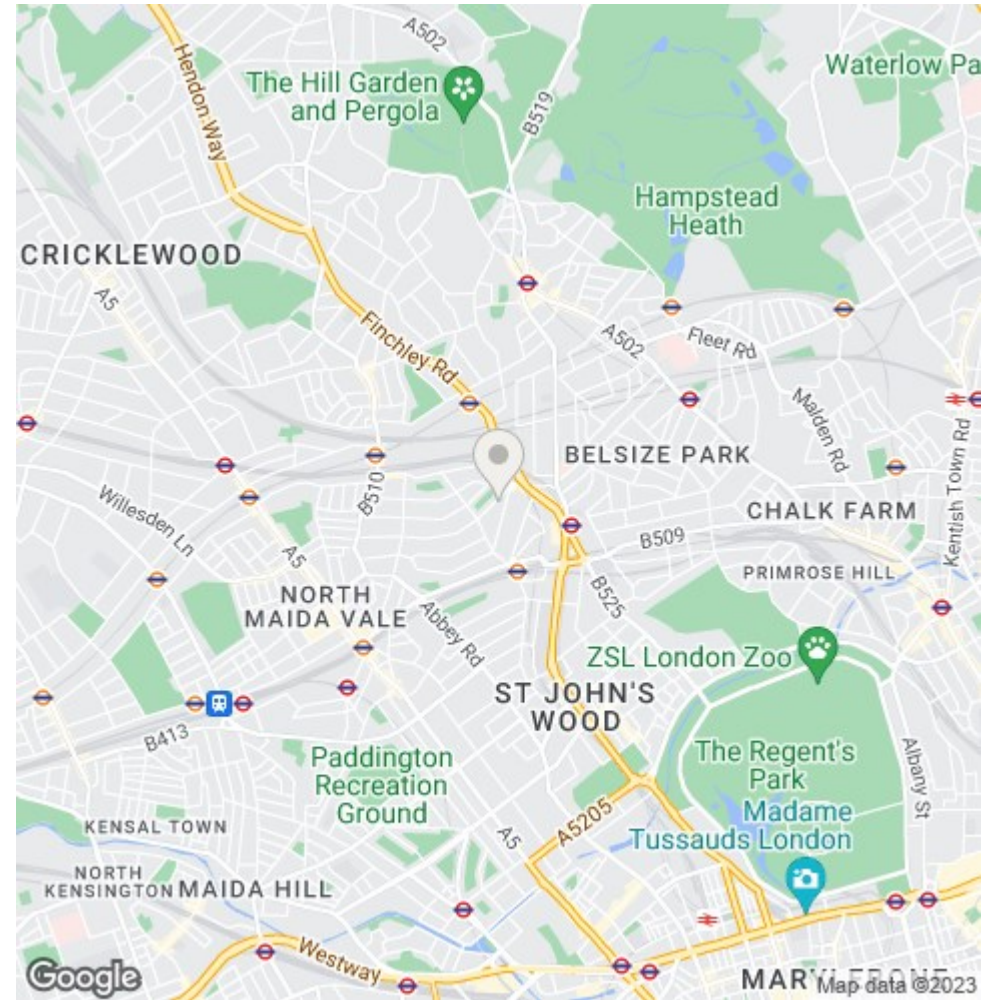 A502
Waterlow Pa
The Hill Garden
and Pergola
B519
Hendon Way
Hampstead
Heath
CRICKLEWOOD
A5
Finchley Rd
A502
Fleet Rd
Malden Rd
Kentish Town Rd
BELSIZE PARK
B510
Willesden Ln
CHALK FARM
A5
B509
PRIMROSE HILL
NORTH
MAIDA VALE
Abbey Rd
B525
ZSL London Zoo
ST JOHN'S
WOOD
B413
The Regent's
Park
Albany St
Paddington
Recreation
Ground
Madame
Tussauds London
A5205
A5
KENSAL TOWN
NORTH
KENSINGTON
MAIDA HILL
Westway
Google
MARYLEBONE
Map data ©2023